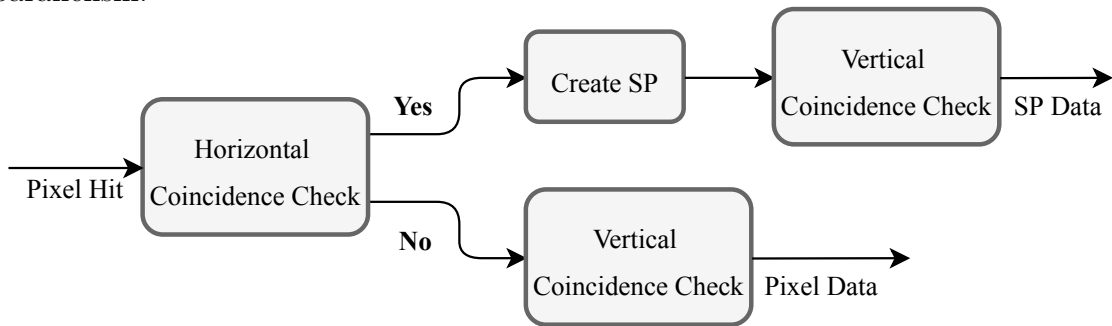 Create SP
Vertical
Coincidence Check
SP Data
Yes
Horizontal
Coincidence Check
Pixel Hit
No
Vertical
Coincidence Check
Pixel Data